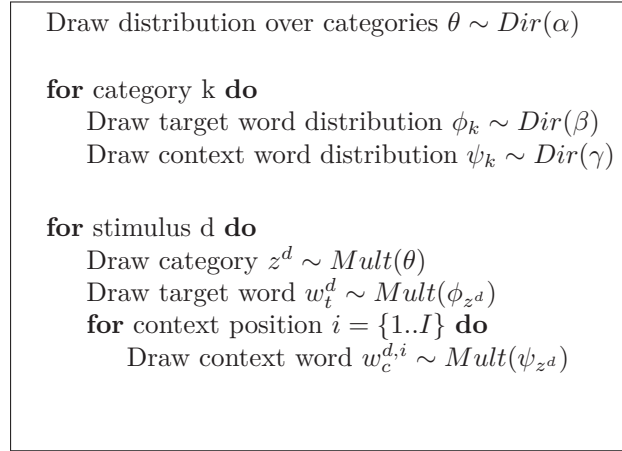 Draw distribution over categories θ ∼ Dir(α)
for category k do
Draw target word distribution ϕ_k ∼ Dir(β)
Draw context word distribution ψ_k ∼ Dir(γ)
for stimulus d do
Draw category z^d ∼ Mult(θ)
Draw target word w_t^d ∼ Mult(ϕ_{z^d})
for context position i = {1..I} do
Draw context word w_c^{d,i} ∼ Mult(ψ_{z^d})